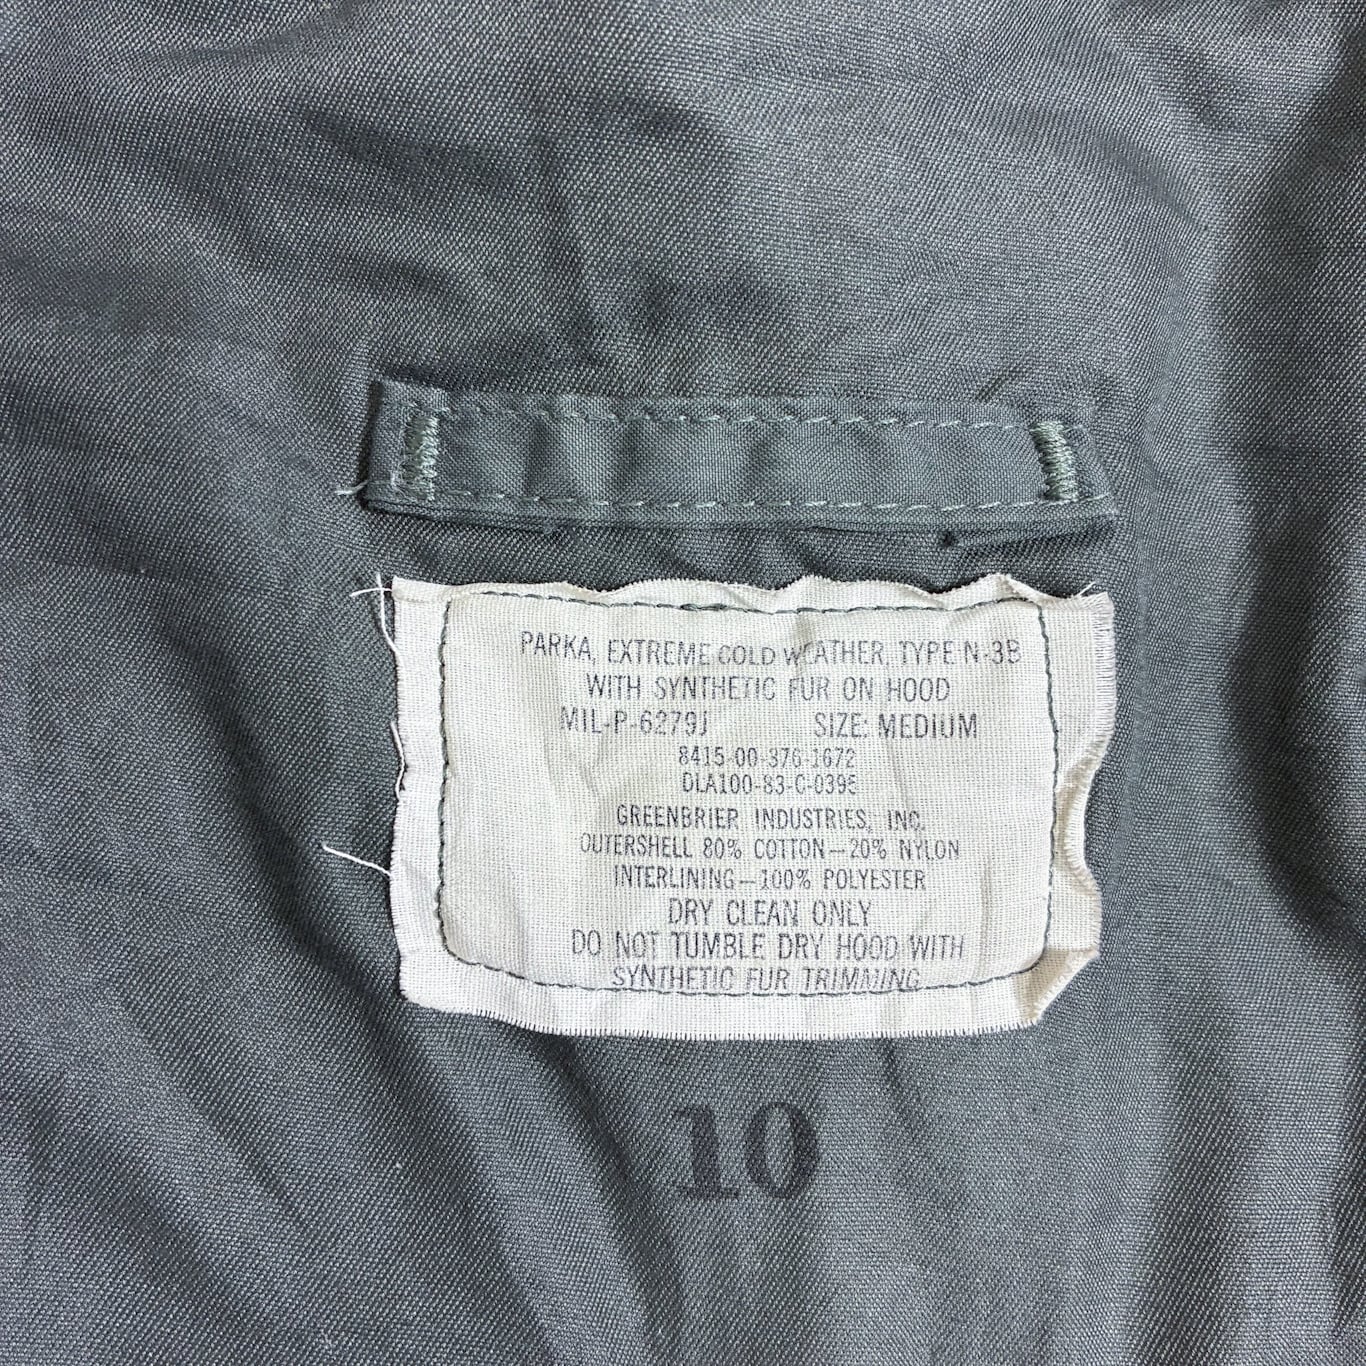 PARKA, EXTREME COLD WEATHER, TYPE N-3B
WITH SYNTHETIC FUR ON HOOD
MIL-P-6279J SIZE: MEDIUM
8415-00-376-1672
DLA100-83-C-0395
GREENBRIER INDUSTRIES, INC.
OUTERSHELL 80% COTTON—20% NYLON
INTERLINING—100% POLYESTER
DRY CLEAN ONLY
DO NOT TUMBLE DRY HOOD WITH
SYNTHETIC FUR TRIMMING
10